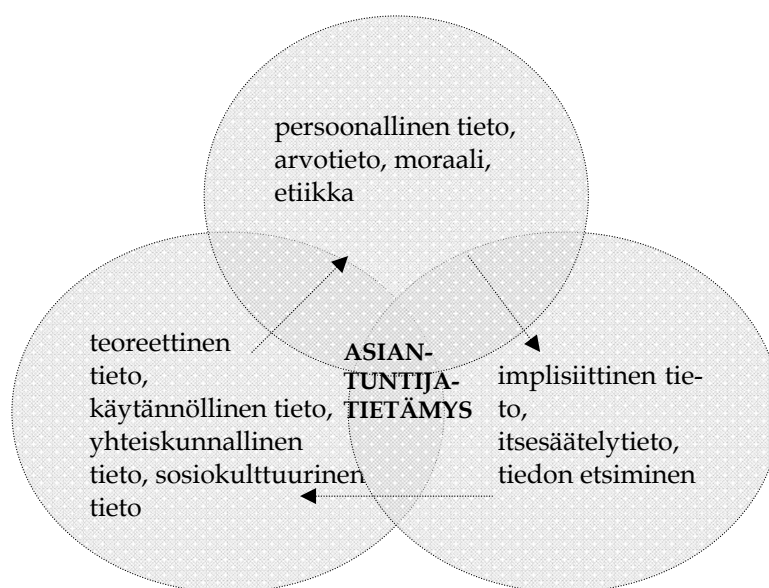 persoonallinen tieto,
arvotieto, moraali,
etiikka
teoreettinen
tieto,
käytännöllinen tieto,
yhteiskunnallinen
tieto, sosiokulttuurinen
tieto
ASIAN-
TUNTIJA-
TIETÄMYS
implisiittinen tie-
to,
itsesäätelytieto,
tiedon etsiminen